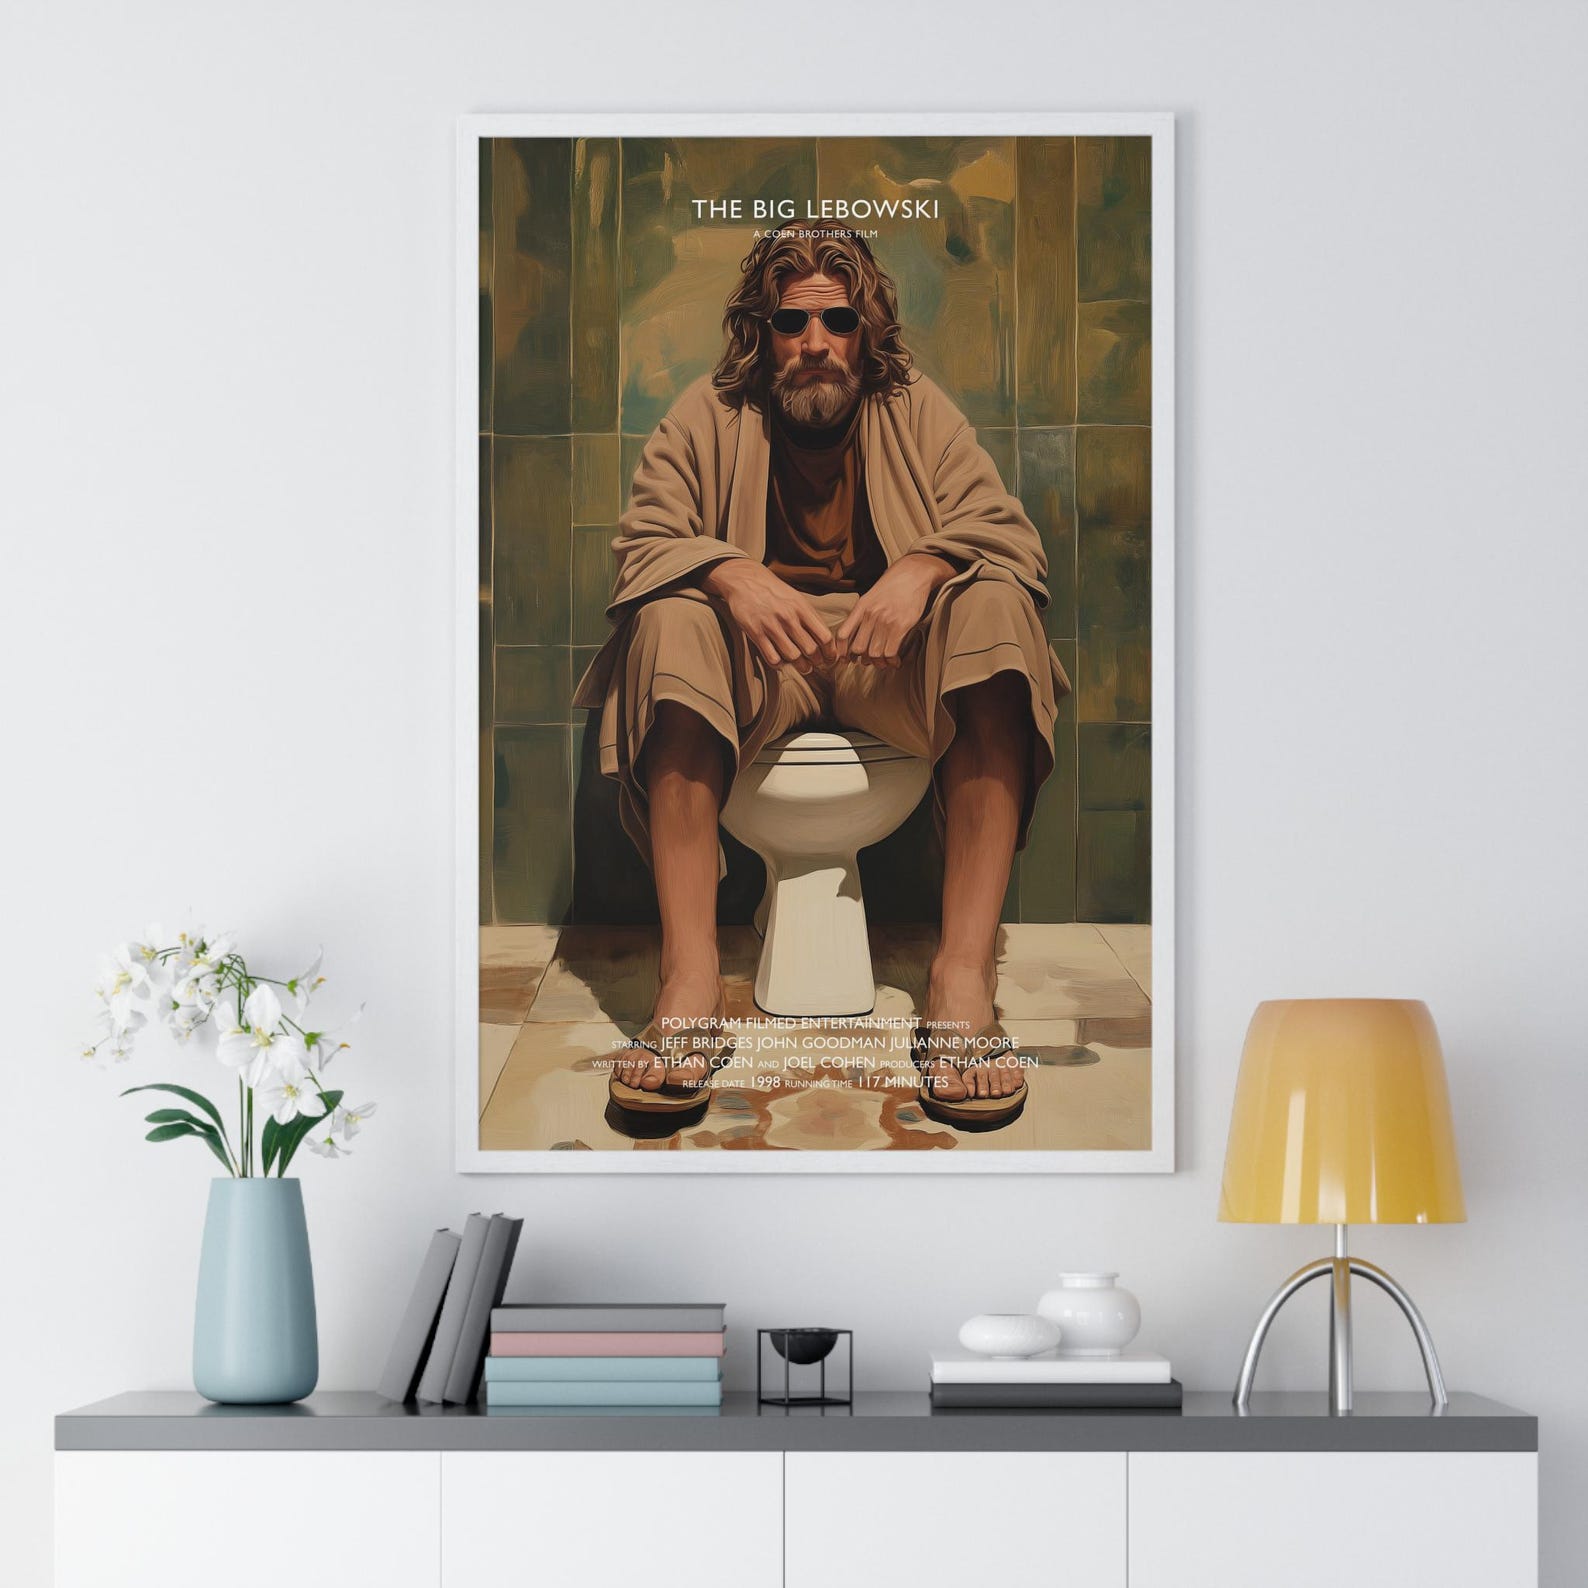 THE BIG LEBOWSKI
A COEN BROTHERS FILM
POLYGRAM FILMED ENTERTAINMENT PRESENTS
STARRING JEFF BRIDGES JOHN GOODMAN JULIANNE MOORE
WRITTEN BY ETHAN COEN AND JOEL COHEN PRODUCERS ETHAN COEN
RELEASE DATE 1998 RUNNING TIME 117 MINUTES